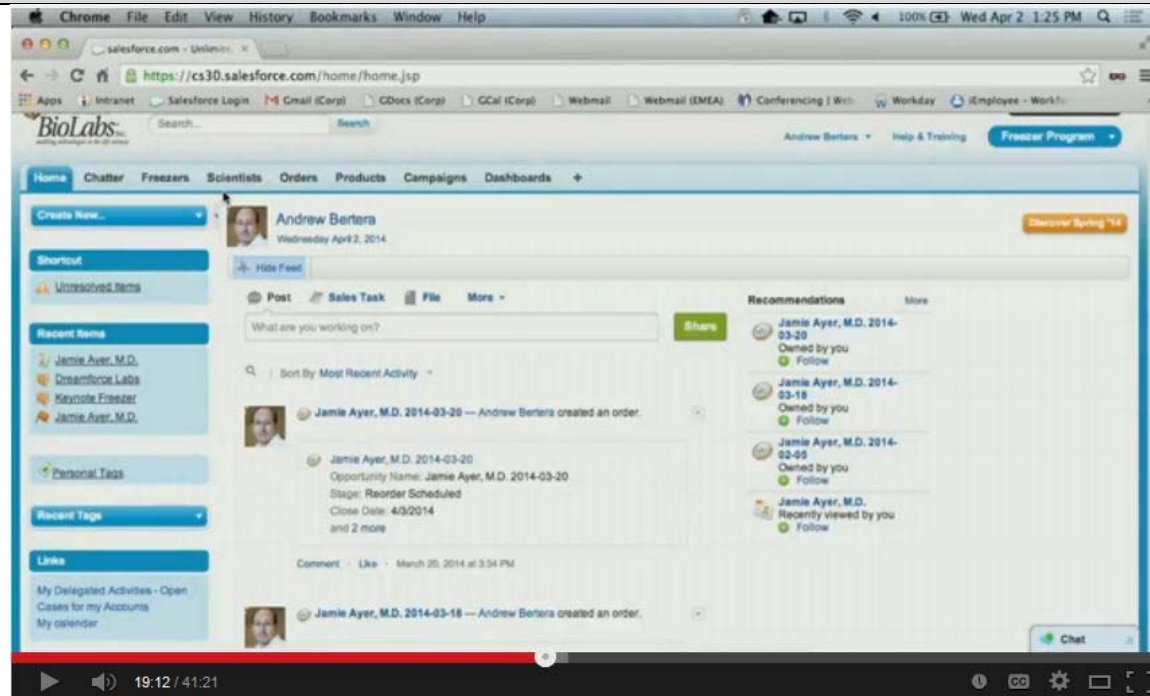 Chrome File Edit View History Bookmarks Window Help 100% Wed Apr 2 1:25 PM
salesforce.com - Unlimit
https://cs30.salesforce.com/home/home.jsp
Apps Intranet Salesforce Login Gmail (Corp) GDocs (Corp) GCal (Corp) Webmail Webmail (EMEA) Conferencing | Web iEmployee - Workday
BioLabs Inc. Search... Search Andrew Bertera Help & Training Freezer Program
Home Chatter Freezers Scientists Orders Products Campaigns Dashboards +
Create New...
Andrew Bertera
Wednesday April 2, 2014
Discover Spring '14
Shortcut
Unresolved Items
Hide Feed
Post Sales Task File More
What are you working on? Share
Sort By Most Recent Activity
Recent Items
Jamie Ayer, M.D.
Dreamforce Labs
Keynote Freezer
Jamie Ayer, M.D.
Personal Tags
Recent Tags
Links
My Delegated Activities - Open
Cases for my Accounts
My calendar
Jamie Ayer, M.D. 2014-03-20 — Andrew Bertera created an order.
Jamie Ayer, M.D. 2014-03-20
Opportunity Name: Jamie Ayer, M.D. 2014-03-20
Stage: Reorder Scheduled
Close Date: 4/3/2014
and 2 more
Comment · Like · March 20, 2014 at 3:34 PM
Jamie Ayer, M.D. 2014-03-18 — Andrew Bertera created an order.
Recommendations More
Jamie Ayer, M.D. 2014-
03-20
Owned by you
Follow
Jamie Ayer, M.D. 2014-
03-18
Owned by you
Follow
Jamie Ayer, M.D. 2014-
02-05
Owned by you
Follow
Jamie Ayer, M.D.
Recently viewed by you
Follow
Chat
19:12 / 41:21
CC